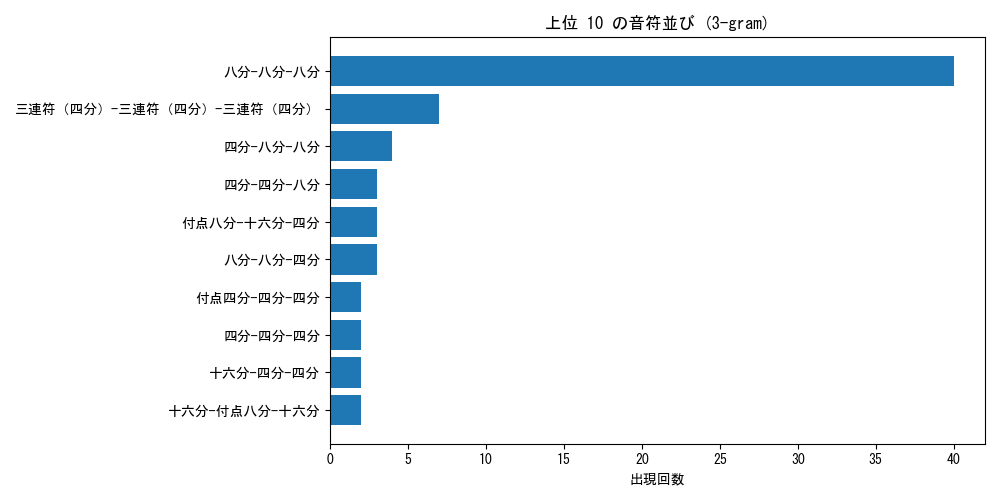 上位 10 の音符並び (3-gram)
八分-八分-八分
三連符（四分）-三連符（四分）-三連符（四分）
四分-八分-八分
四分-四分-八分
付点八分-十六分-四分
八分-八分-四分
付点四分-四分-四分
四分-四分-四分
十六分-四分-四分
十六分-付点八分-十六分
0 5 10 15 20 25 30 35 40
出現回数